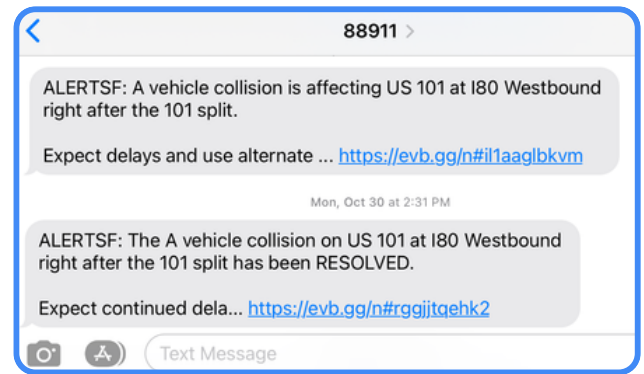 88911
ALERTSF: A vehicle collision is affecting US 101 at I80 Westbound
right after the 101 split.
Expect delays and use alternate ... https://evb.gg/n#il1aaglbkvm
Mon, Oct 30 at 2:31 PM
ALERTSF: The A vehicle collision on US 101 at I80 Westbound
right after the 101 split has been RESOLVED.
Expect continued dela... https://evb.gg/n#rggjjtqehk2
Text Message